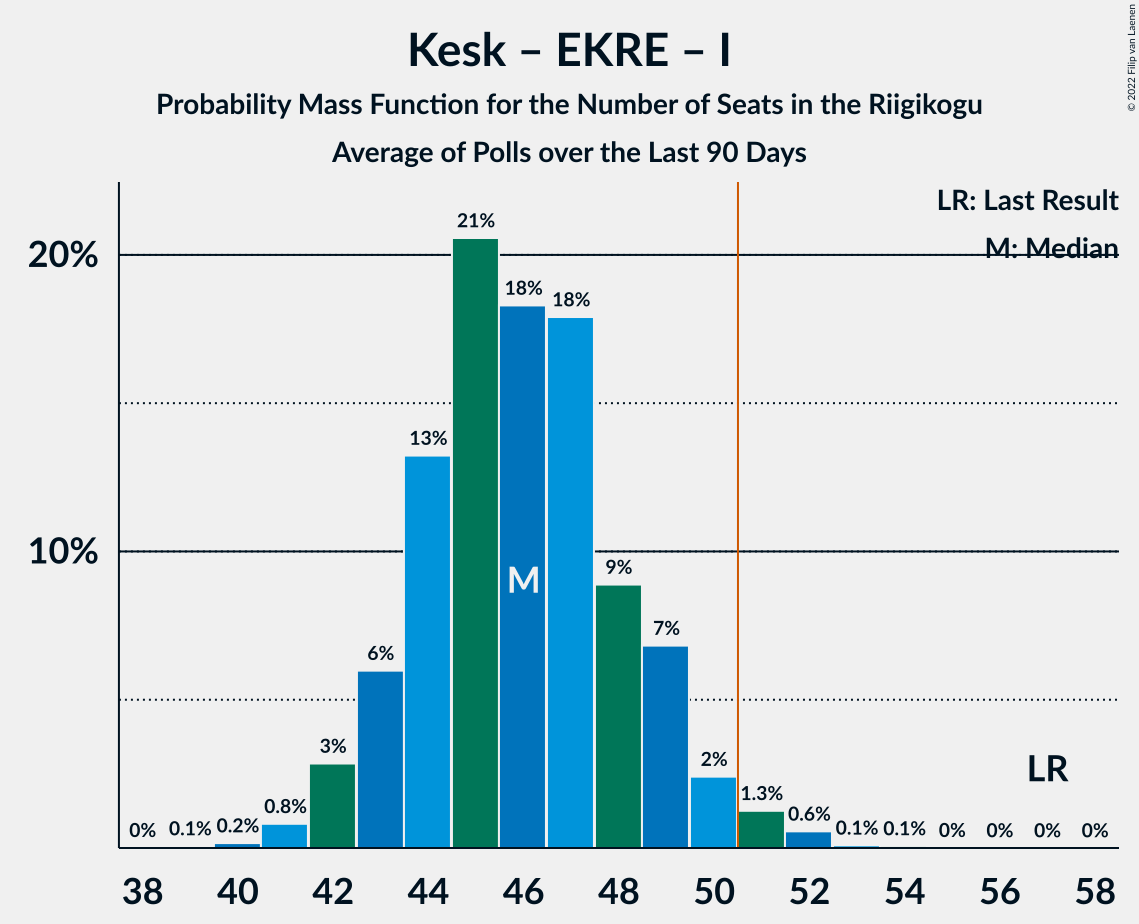 Kesk – EKRE – I
Probability Mass Function for the Number of Seats in the Riigikogu
Average of Polls over the Last 90 Days
© 2022 Filip van Laenen
LR: Last Result
M: Median
20%
10%
0% 0.1% 0.2% 0.8% 3% 6% 13% 21% 18% 18% 9% 7% 2% 1.3% 0.6% 0.1% 0.1% 0% 0% 0% 0%
M
LR
38 40 42 44 46 48 50 52 54 56 58